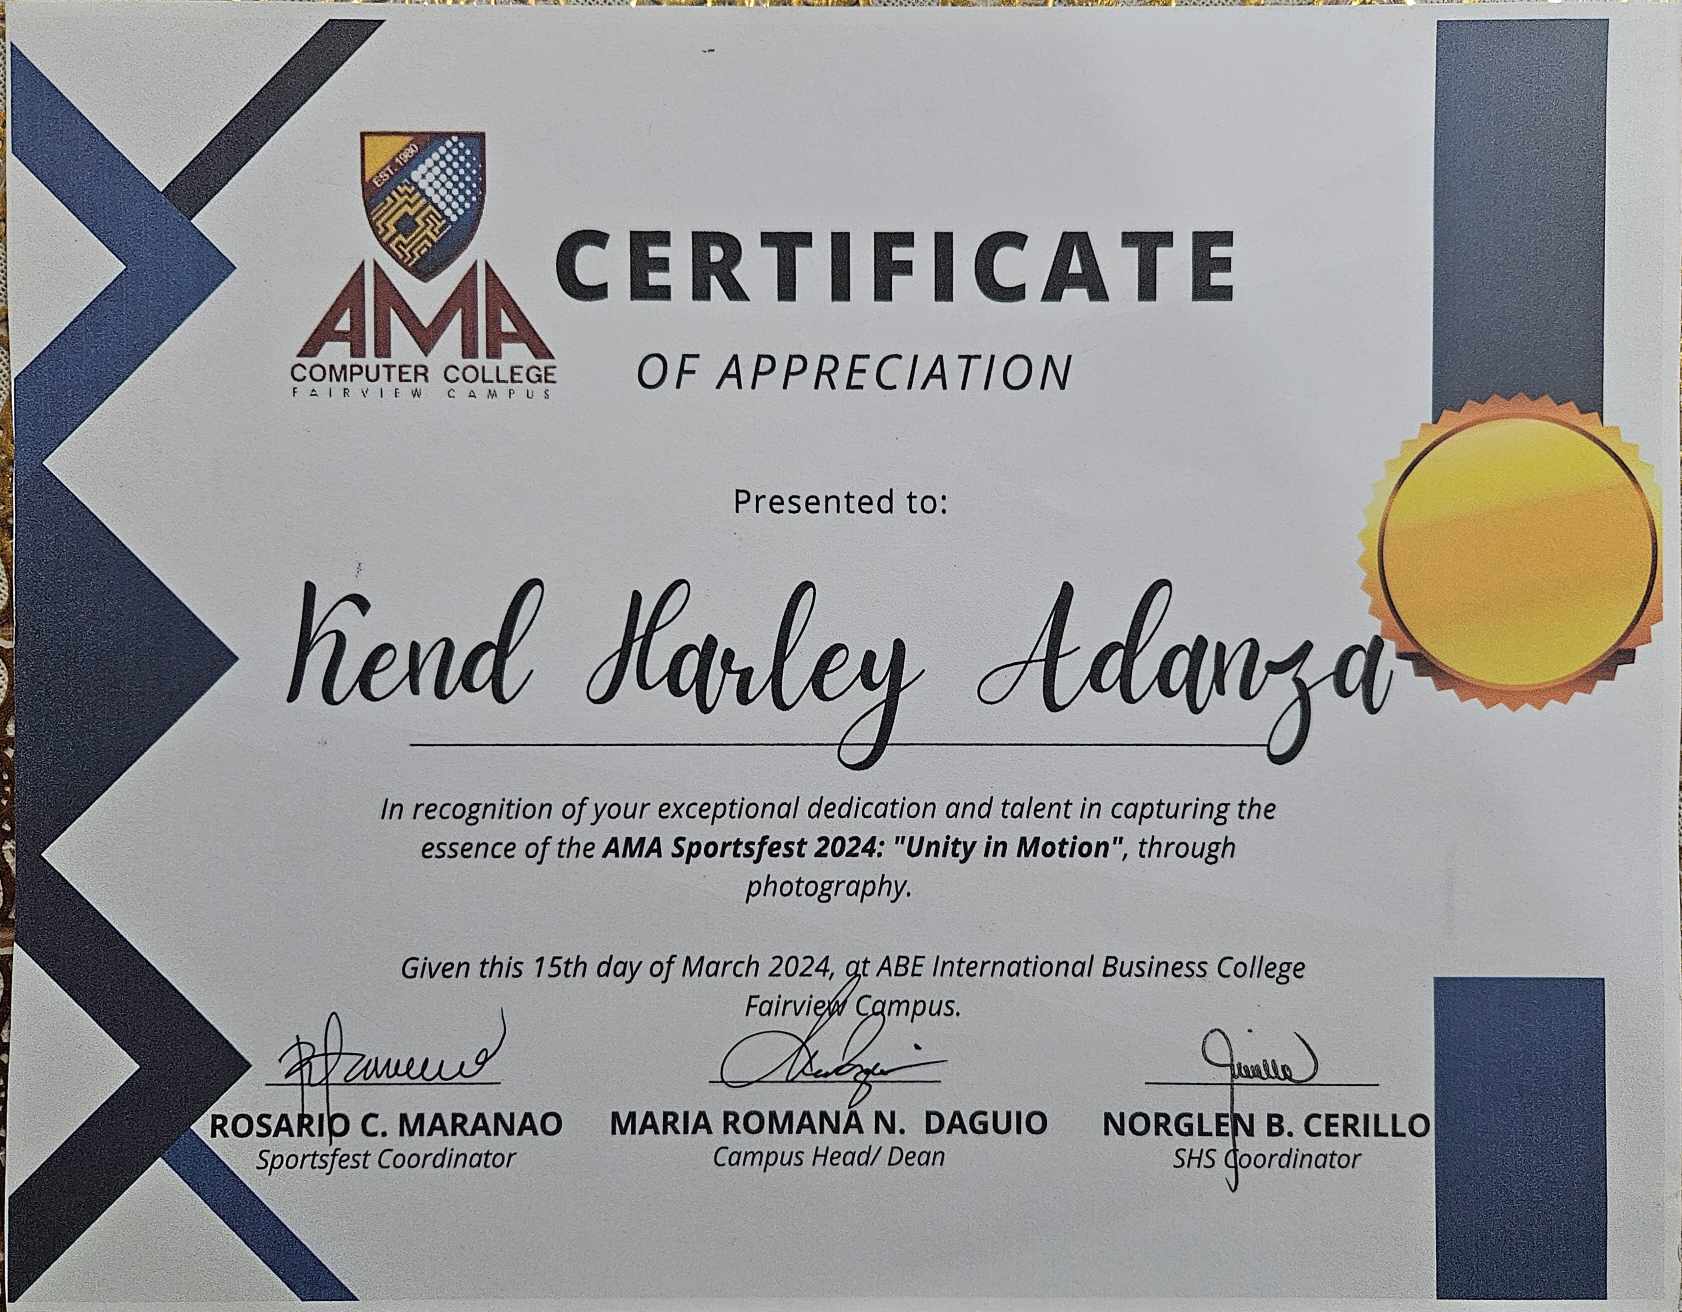 EST. 1980
AMA
COMPUTER COLLEGE
FAIRVIEW CAMPUS
CERTIFICATE
OF APPRECIATION
Presented to:
Kend Harley Adanza
In recognition of your exceptional dedication and talent in capturing the
essence of the AMA Sportsfest 2024: "Unity in Motion", through
photography.
Given this 15th day of March 2024, at ABE International Business College
Fairview Campus.
ROSARIO C. MARANAO
Sportsfest Coordinator
MARIA ROMANA N. DAGUIO
Campus Head/ Dean
NORGLEN B. CERILLO
SHS Coordinator